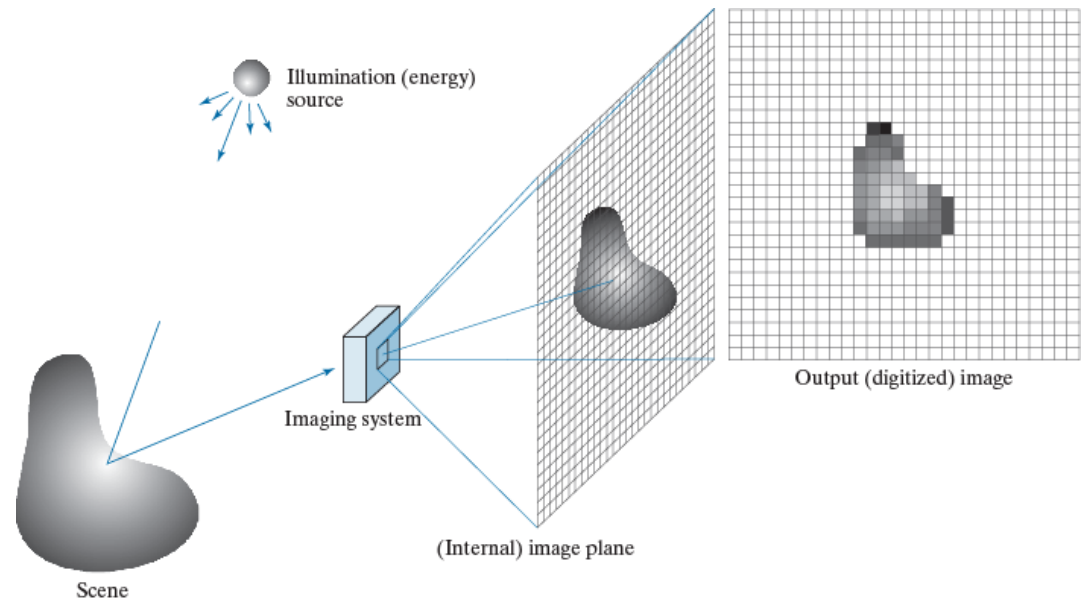 Illumination (energy)
source
Output (digitized) image
Imaging system
(Internal) image plane
Scene